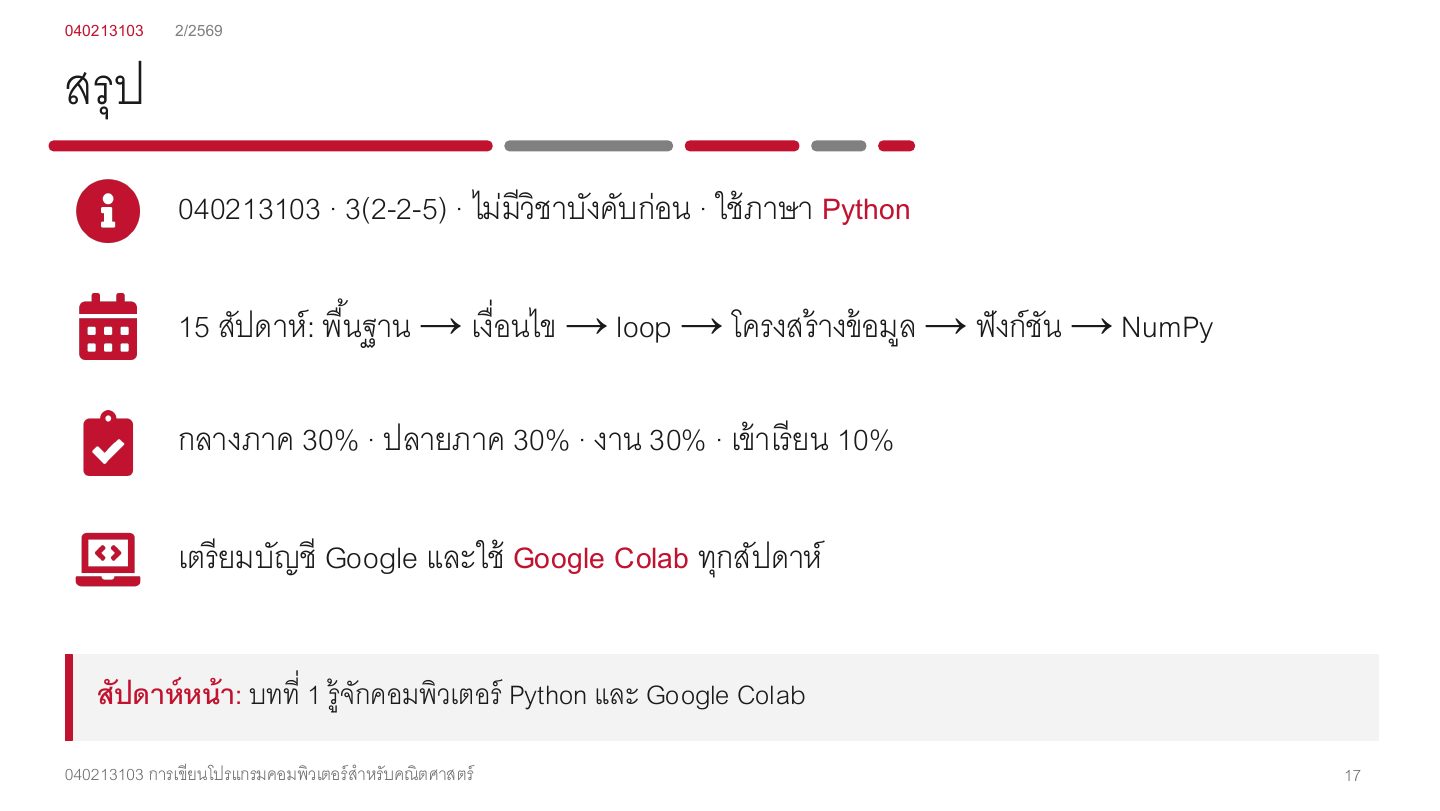 040213103 2/2569
สรุป
040213103 · 3(2-2-5) · ไม่มีวิชาบังคับก่อน · ใช้ภาษา Python
15 สัปดาห์: พื้นฐาน → เงื่อนไข → loop → โครงสร้างข้อมูล → ฟังก์ชัน → NumPy
กลางภาค 30% · ปลายภาค 30% · งาน 30% · เข้าเรียน 10%
เตรียมบัญชี Google และใช้ Google Colab ทุกสัปดาห์
สัปดาห์หน้า: บทที่ 1 รู้จักคอมพิวเตอร์ Python และ Google Colab
040213103 การเขียนโปรแกรมคอมพิวเตอร์สำหรับคณิตศาสตร์ 17